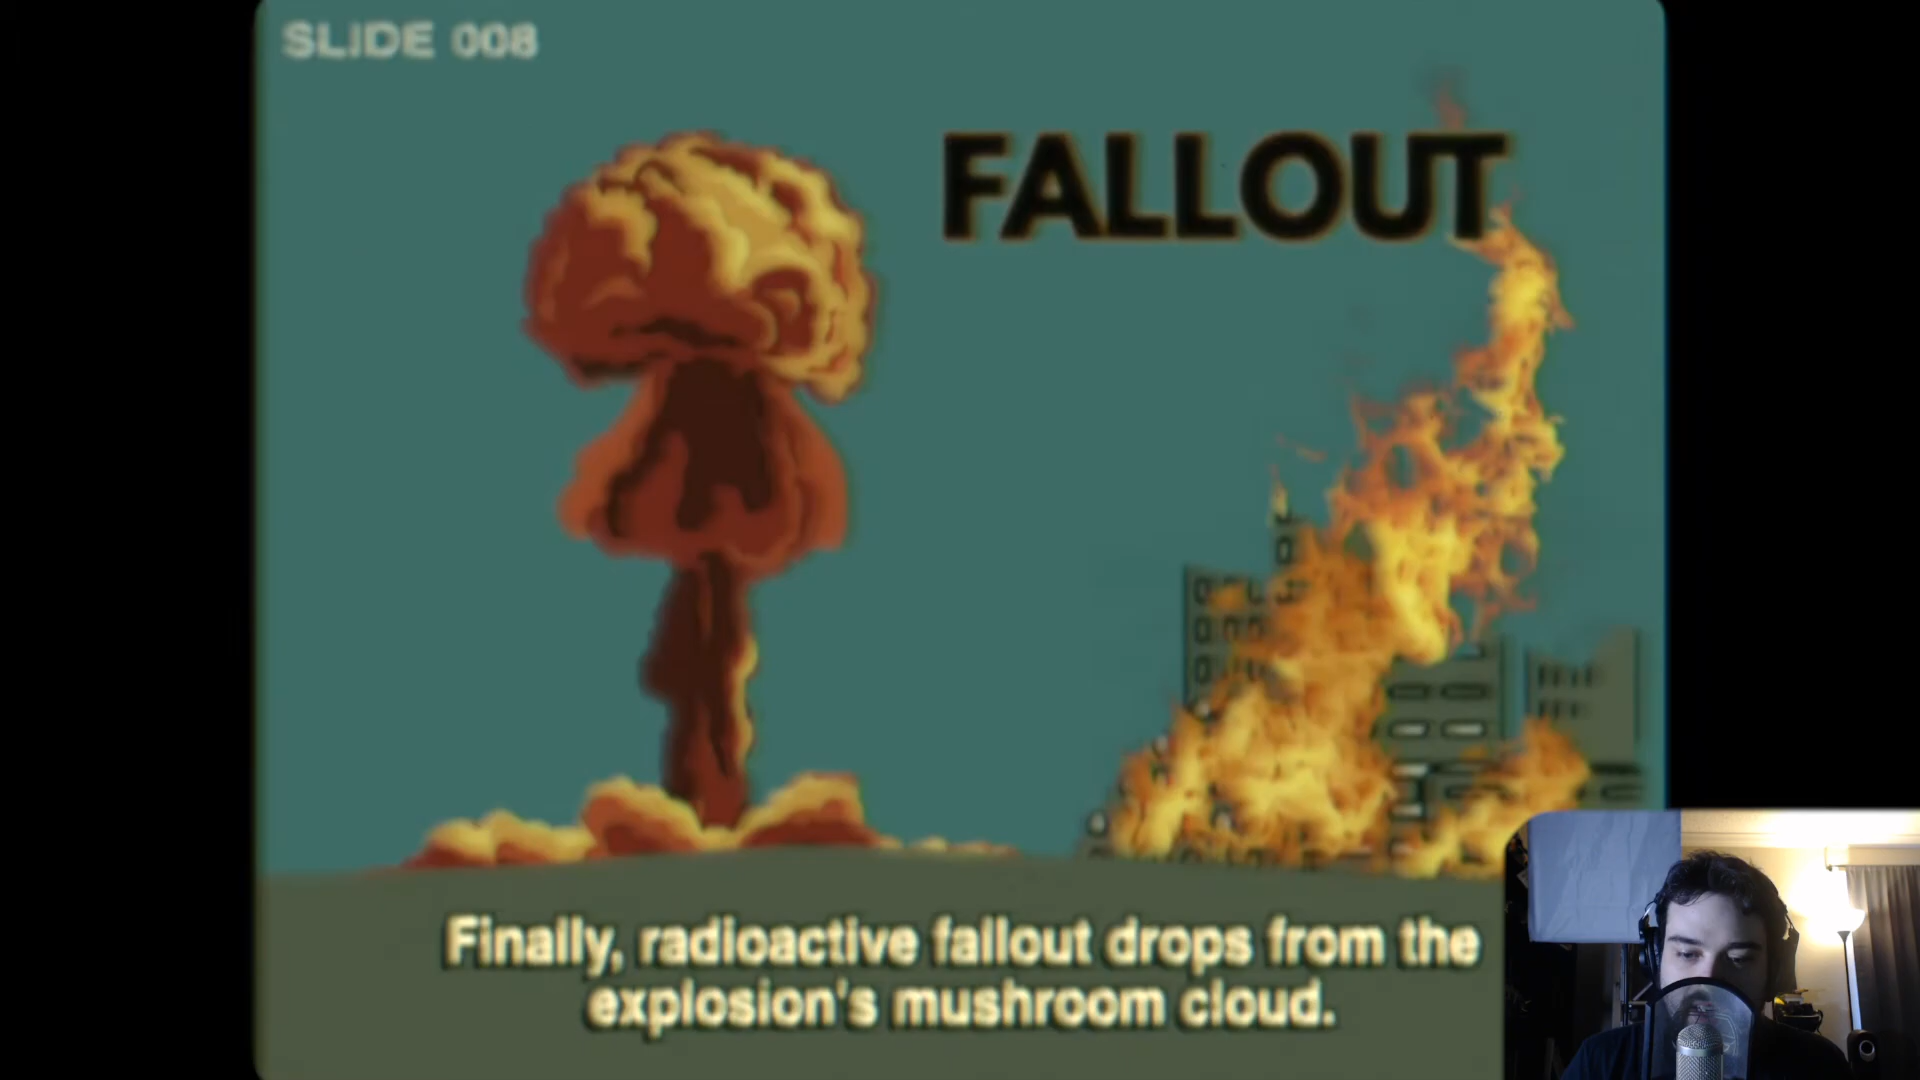 SLIDE 008
FALLOUT
Finally, radioactive fallout drops from the
explosion's mushroom cloud.